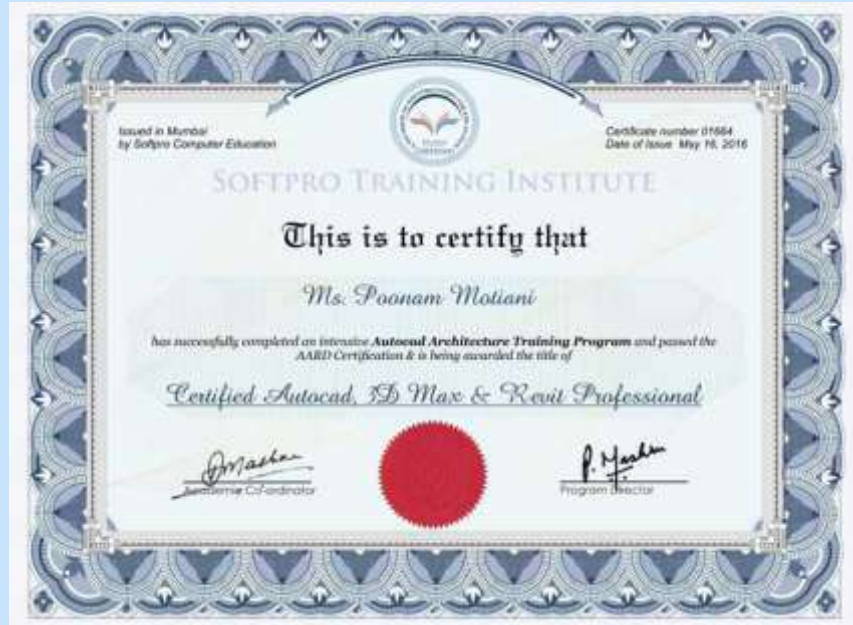 Issued in Mumbai
by Softpro Computer Education
Certificate number 01664
Date of Issue May 16, 2016
SOFTPRO TRAINING INSTITUTE
This is to certify that
Ms. Poonam Motiani
has successfully completed an intensive Autocad Architecture Training Program and passed the
AARD Certification & is being awarded the title of
Certified Autocad, 3D Max & Revit Professional
Academic Co-ordinator
P.
Program Director